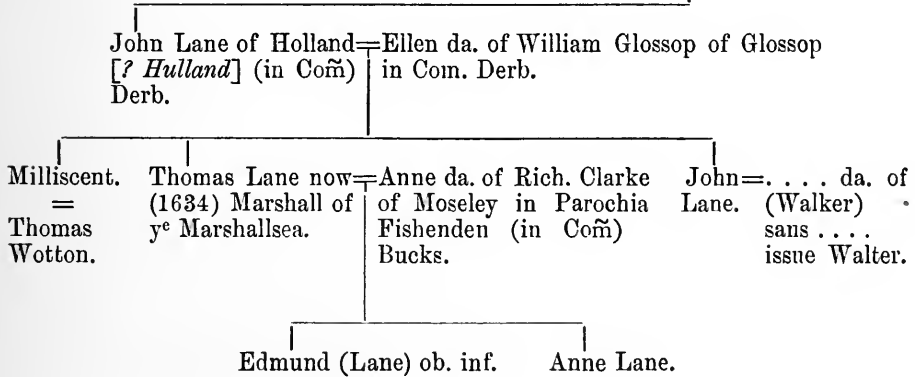 John Lane of Holland=Ellen da. of William Glossop of Glossop
[? Hulland] (in Com̃) in Com. Derb.
Derb.
Milliscent.
=
Thomas
Wotton.
Thomas Lane now=Anne da. of Rich. Clarke
(1634) Marshall of of Moseley in Parochia
yᵉ Marshallsea. Fishenden (in Com̃)
Bucks.
John=. . . . da. of
Lane. (Walker)
sans . . . .
issue Walter.
Edmund (Lane) ob. inf. Anne Lane.